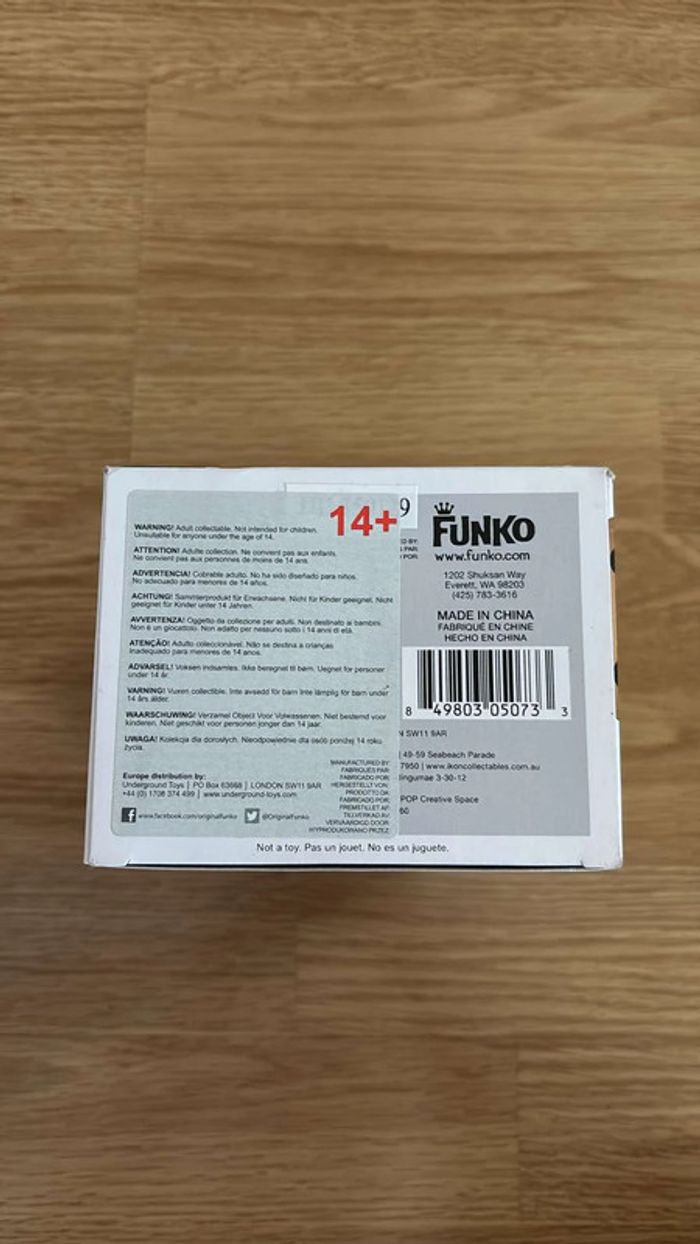 WARNING! Adult collectable. Not intended for children.
Unsuitable for anyone under the age of 14.
14+
ATTENTION! Adulte collection. Ne convient pas aux enfants.
Ne convient pas aux personnes de moins de 14 ans.
ADVERTENCIA! Cobrable adulto. No ha sido diseñado para niños.
No adecuado para menores de 14 años.
ACHTUNG! Sammlerprodukt für Erwachsene. Nicht für Kinder geeignet. Nicht
geeignet für Kinder unter 14 Jahren.
AVVERTENZA! Oggetto da collezione per adulti. Non destinato ai bambini.
Non è un giocattolo. Non adatto per nessuno sotto i 14 anni di età.
ATENÇÃO! Adulto coleccionável. Não se destina a crianças
Inadequado para menores de 14 anos.
ADVARSEL! Voksen indsamles. Ikke beregnet til børn. Uegnet for personer
under 14 år.
VARNING! Vuxen collectible. Inte avsedd för barn Inte lämplig för barn under
14 års ålder.
WAARSCHUWING! Verzamel Object Voor Volwassenen. Niet bestemd voor
kinderen. Niet geschikt voor personen jonger dan 14 jaar.
UWAGA! Kolekcja dla dorosłych. Nieodpowiednie dla osób poniżej 14 roku
życia.
Europe distribution by:
Underground Toys | PO Box 63668 | LONDON SW11 9AR
+44 (0) 1708 374 499 | www.underground-toys.com
www.facebook.com/originalfunko @OriginalFunko
MANUFACTURED BY:
FABRIQUÉS PAR:
FABRICADO POR:
HERGESTELLT VON:
PRODOTTO DA:
FABRICADO POR:
FREMSTILLET AF:
TILLVERKAD AV:
VERVAARDIGD DOOR:
WYPRODUKOWANO PRZEZ:
9
D BY:
PAR:
POR:
FUNKO
www.funko.com
1202 Shuksan Way
Everett, WA 98203
(425) 783-3616
MADE IN CHINA
FABRIQUÉ EN CHINE
HECHO EN CHINA
8 49803 05073 3
N SW11 9AR
| 49-59 Seabeach Parade
7950 | www.ikoncollectables.com.au
dingumae 3-30-12
POP Creative Space
60
Not a toy. Pas un jouet. No es un juguete.